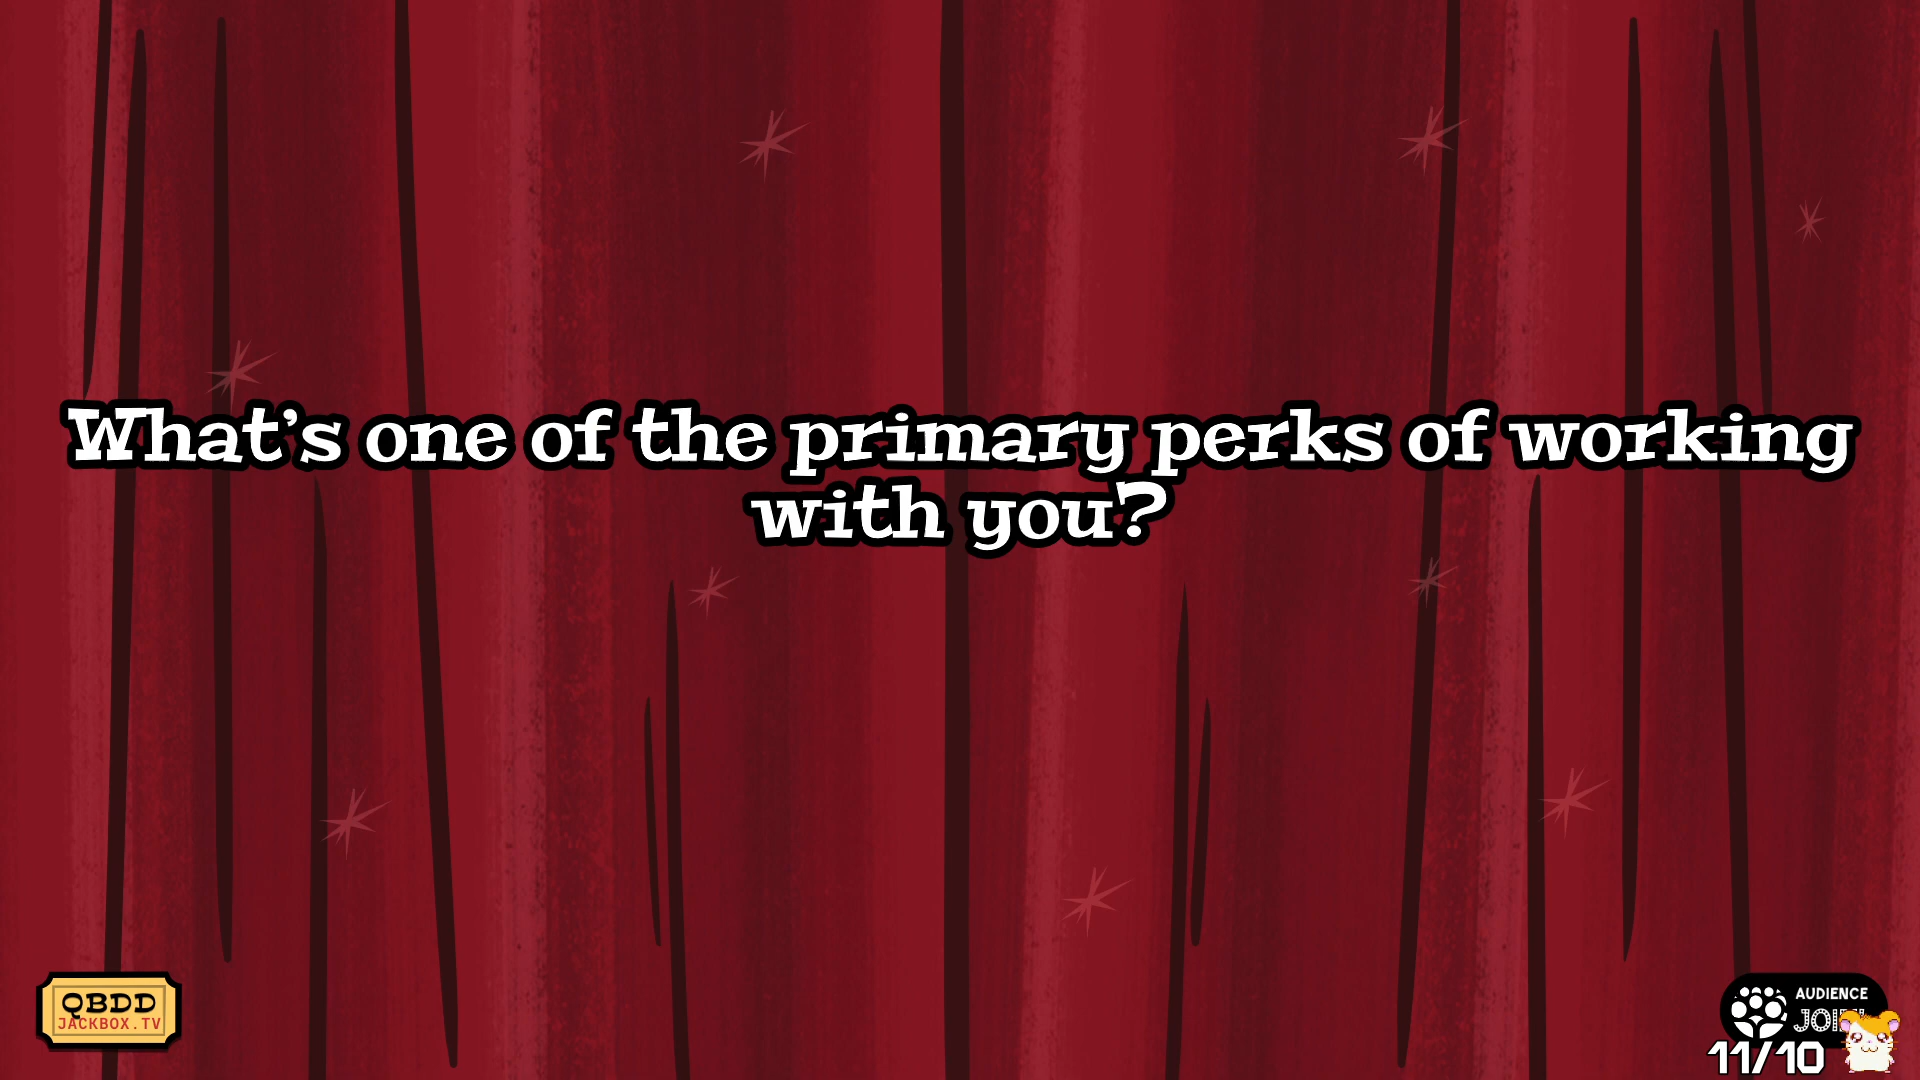 What's one of the primary perks of working
with you?
QBDD
JACKBOX.TV
AUDIENCE
11/10